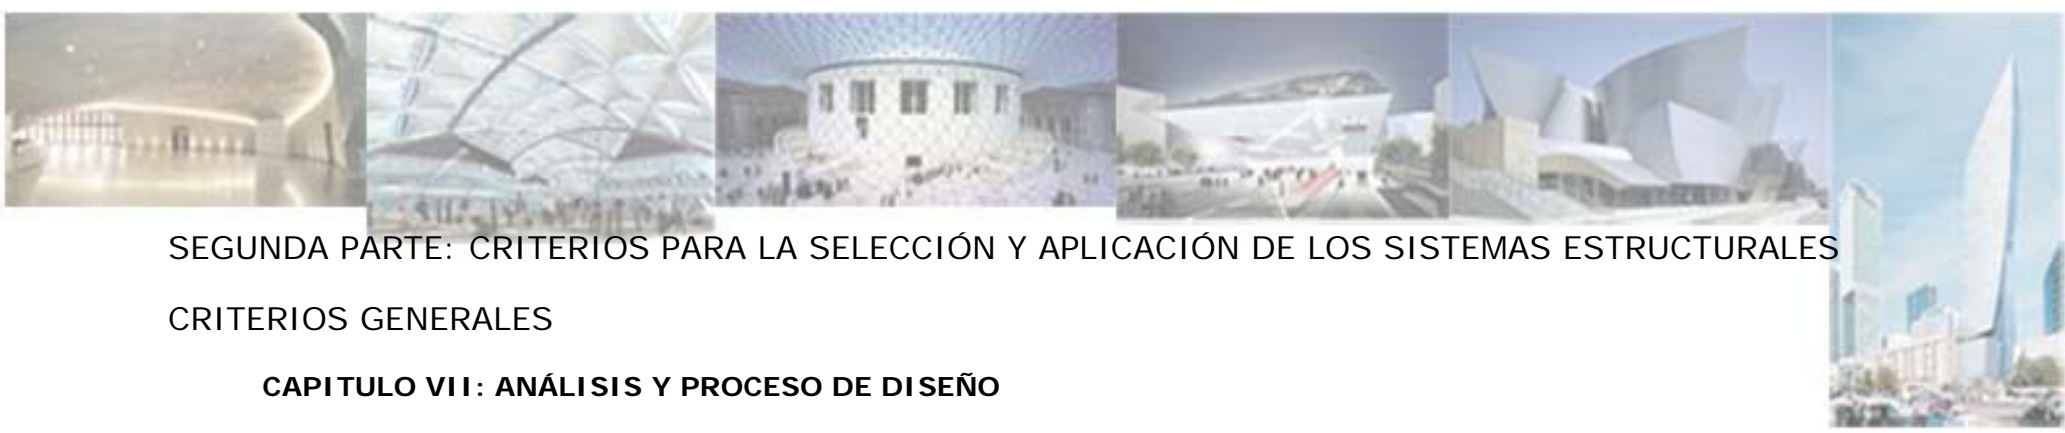 SEGUNDA PARTE: CRITERIOS PARA LA SELECCIÓN Y APLICACIÓN DE LOS SISTEMAS ESTRUCTURALES
CRITERIOS GENERALES
CAPITULO VII: ANÁLISIS Y PROCESO DE DISEÑO